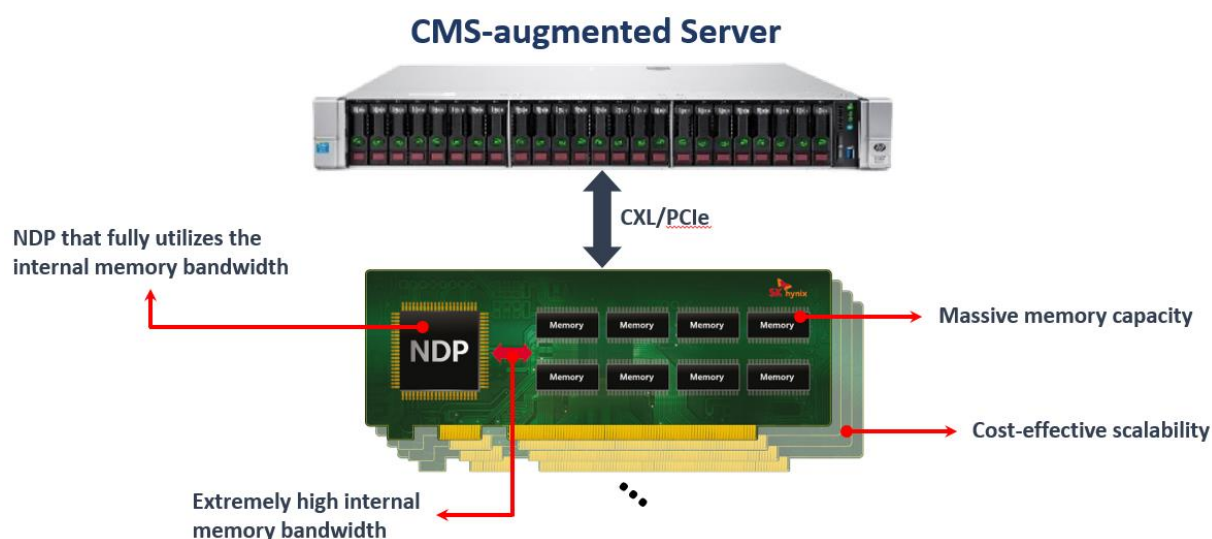 CMS-augmented Server
CXL/PCIe
NDP that fully utilizes the
internal memory bandwidth
SK hynix
NDP
Memory Memory Memory Memory
Memory Memory Memory Memory
Massive memory capacity
Cost-effective scalability
Extremely high internal
memory bandwidth